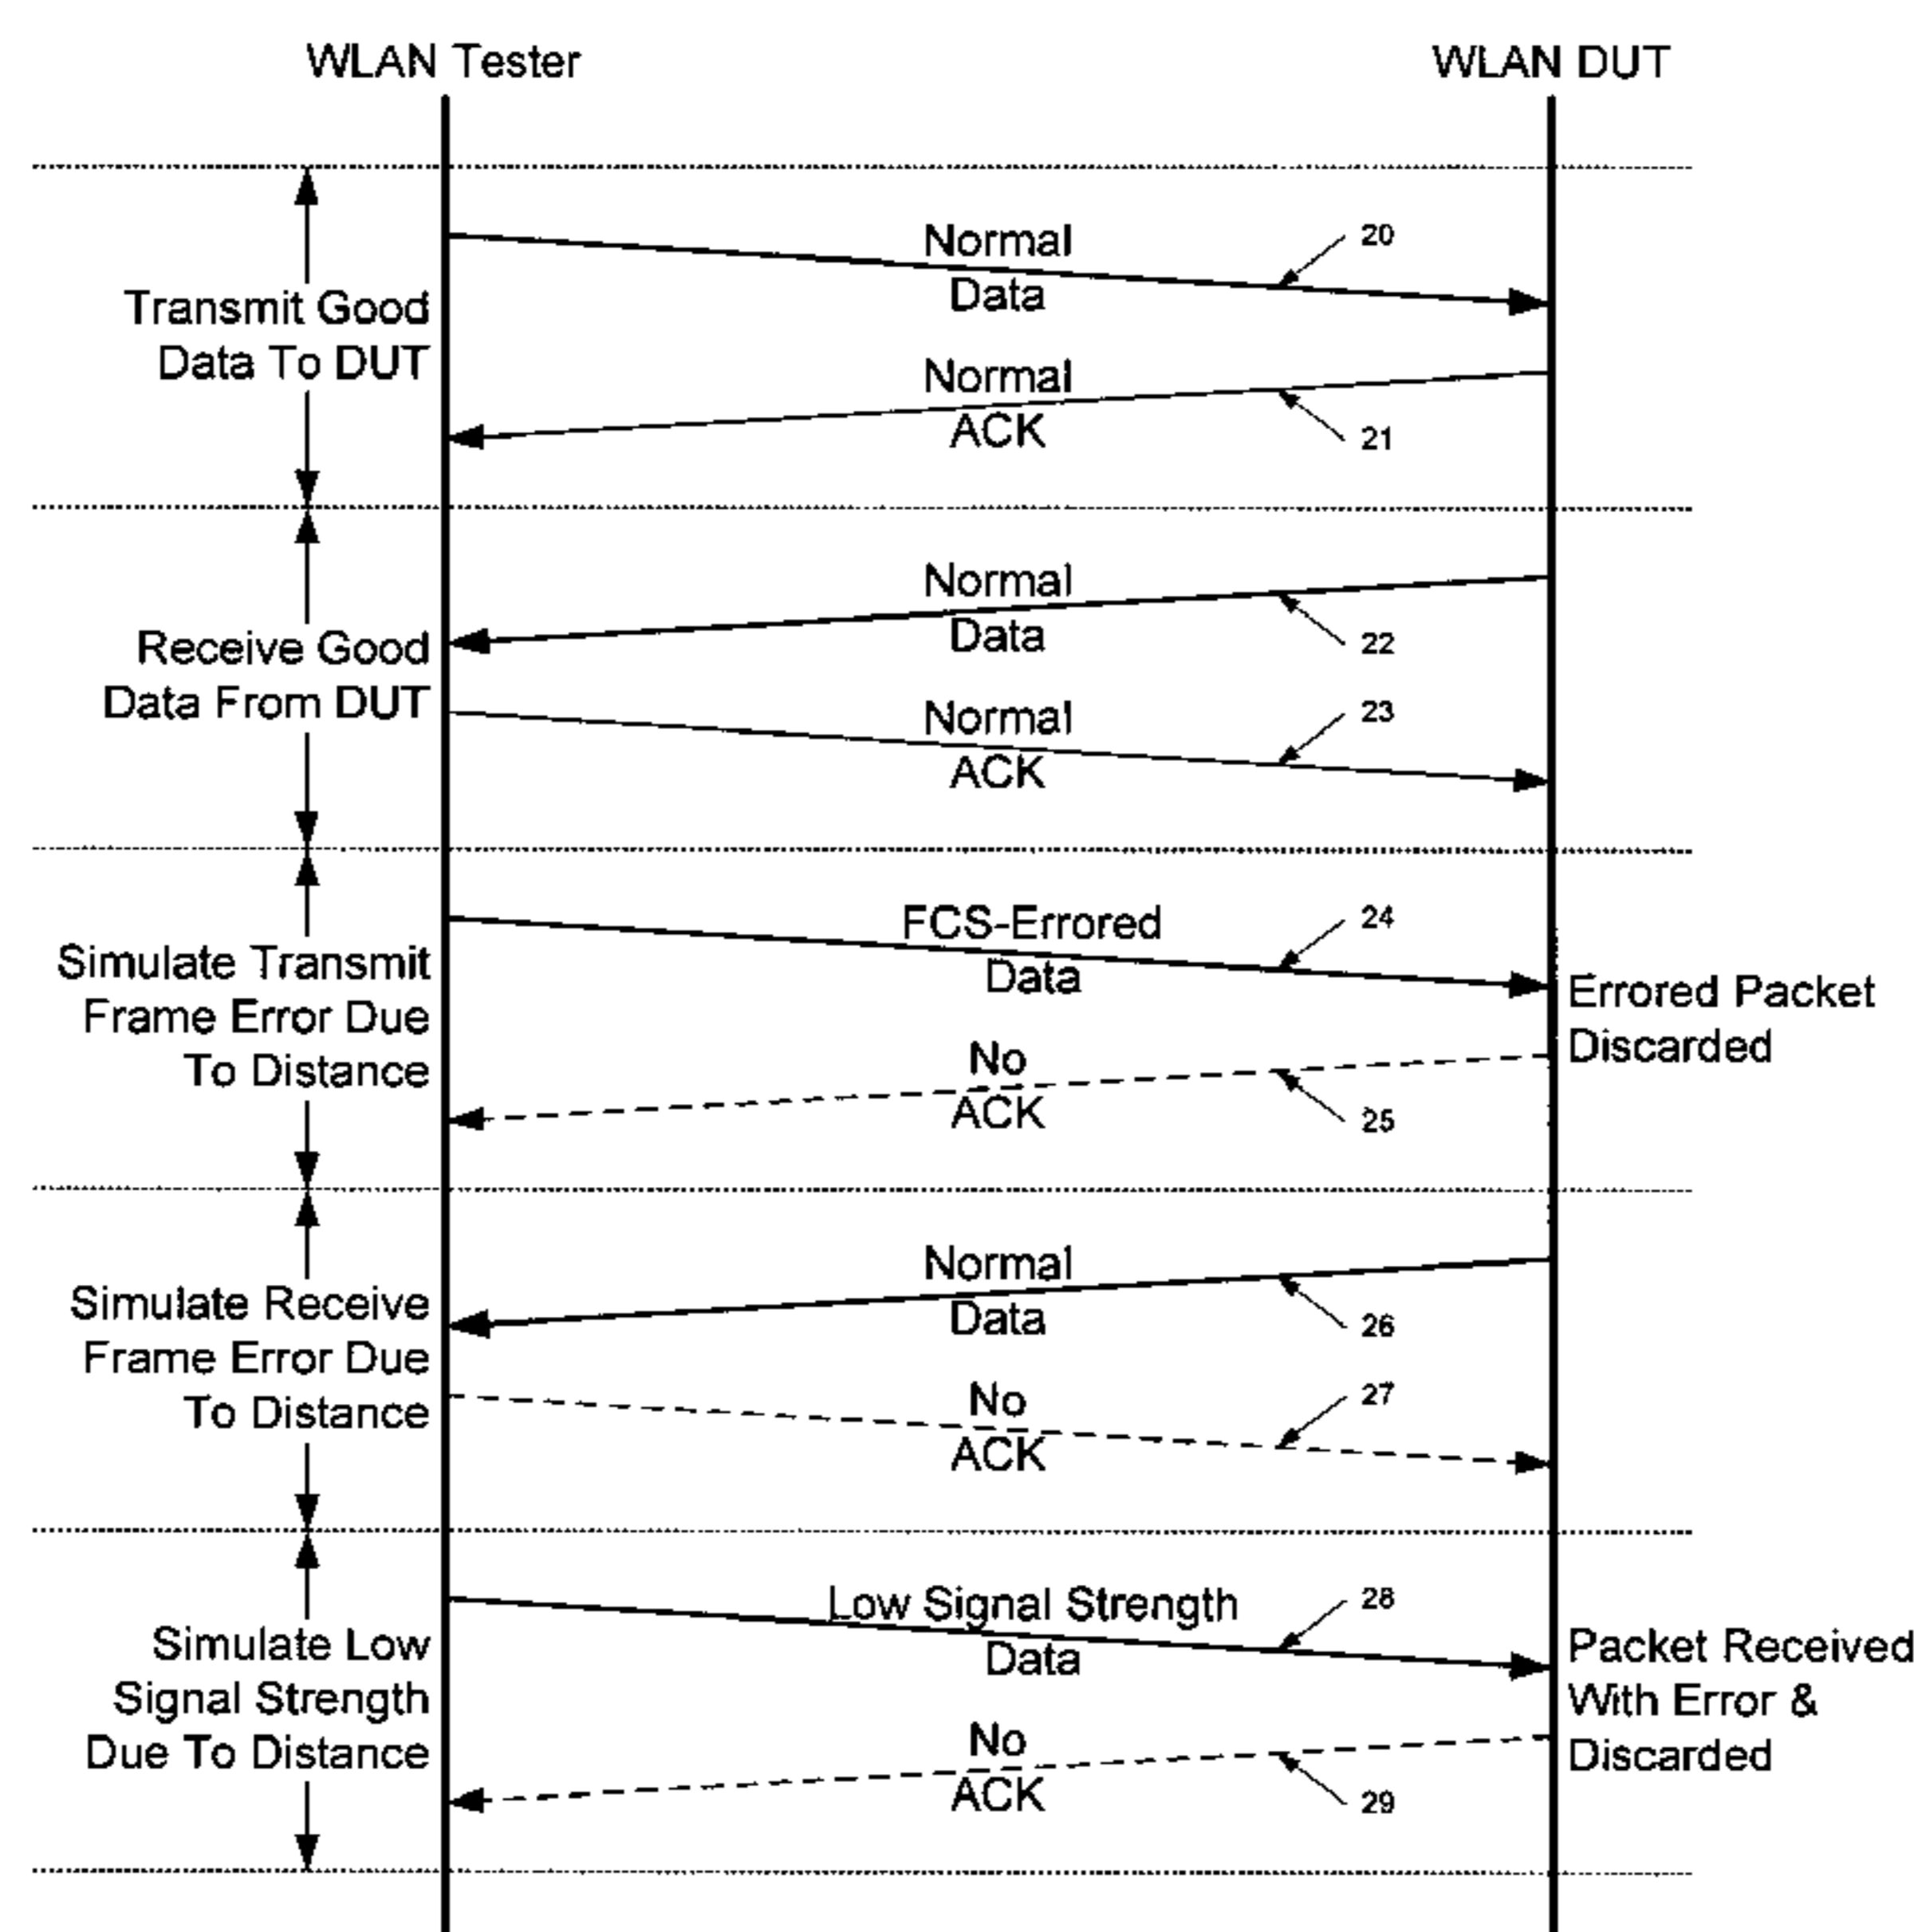 WLAN Tester
WLAN DUT
Transmit Good
Data To DUT
Normal
Data
20
Normal
ACK
21
Receive Good
Data From DUT
Normal
Data
22
Normal
ACK
23
Simulate Transmit
Frame Error Due
To Distance
FCS-Errored
Data
24
Errored Packet
Discarded
No
ACK
25
Simulate Receive
Frame Error Due
To Distance
Normal
Data
26
No
ACK
27
Simulate Low
Signal Strength
Due To Distance
Low Signal Strength
Data
28
Packet Received
With Error &
Discarded
No
ACK
29